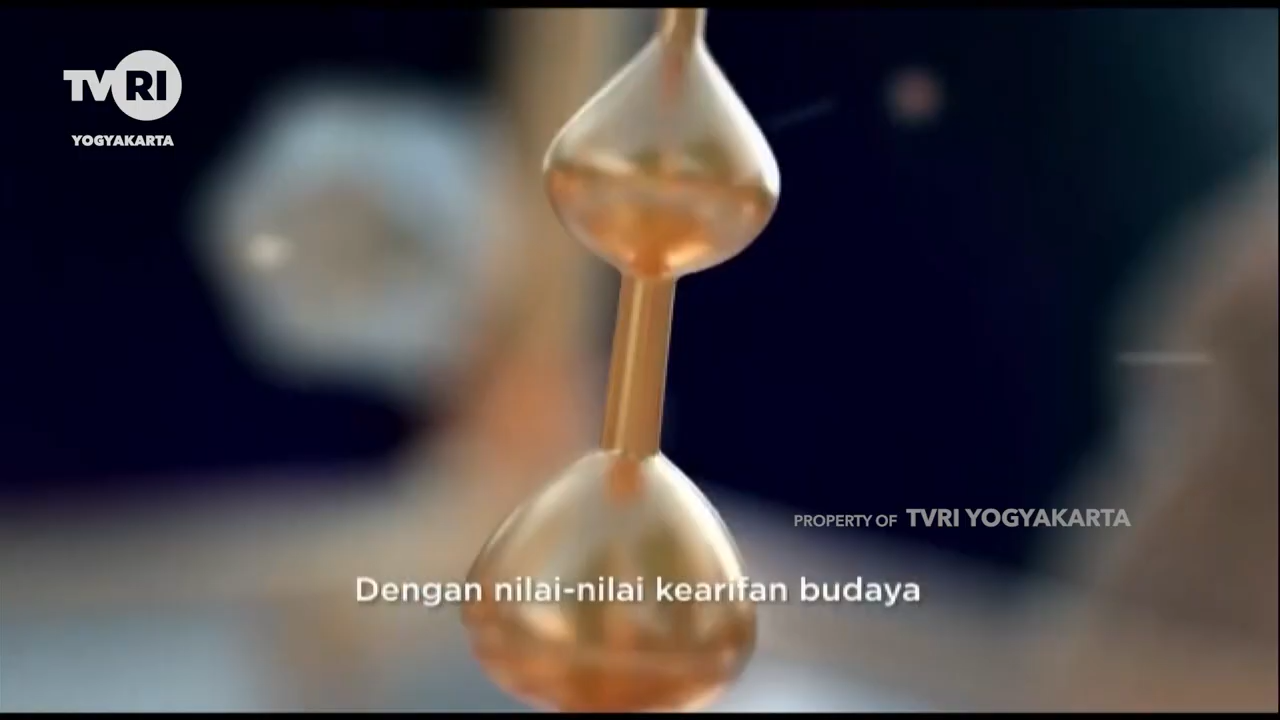 TVRI
YOGYAKARTA
PROPERTY OF TVRI YOGYAKARTA
Dengan nilai-nilai kearifan budaya